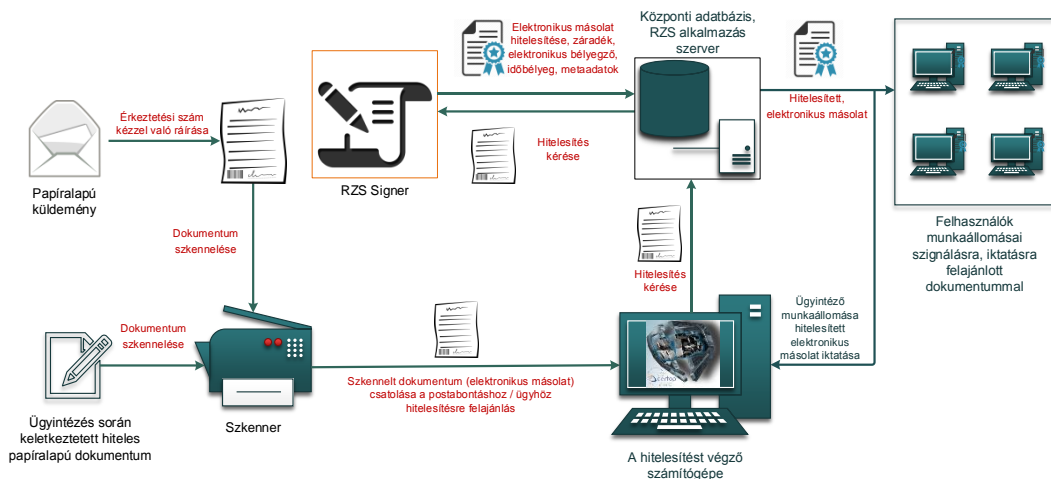 Elektronikus másolat
hitelesítése, záradék,
elektronikus bélyegző,
időbélyeg, metaadatok
Központi adatbázis,
RZS alkalmazás
szerver
Érkeztetési szám
kézzel való ráírása
Hitelesített,
elektronikus másolat
Hitelesítés
kérése
Papíralapú
küldemény
RZS Signer
Felhasználók
munkaállomásai
szignálásra, iktatásra
felajánlott
dokumentummal
Dokumentum
szkennelése
Hitelesítés
kérése
Ügyintéző
munkaállomása
hitelesített
elektronikus
másolat iktatása
Dokumentum
szkennelése
Szkennelt dokumentum (elektronikus másolat)
csatolása a postabontáshoz / ügyhöz
hitelesítésre felajánlás
certop
Ügyintézés során
keletkeztetett hiteles
papíralapú dokumentum
Szkenner
A hitelesítést végző
számítógépe